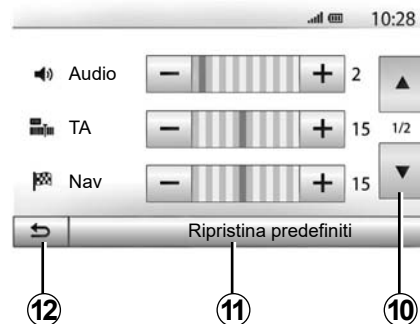 10:28
Audio − + 2
TA − + 15 1/2
Nav − + 15
Ripristina predefiniti
12 11 10